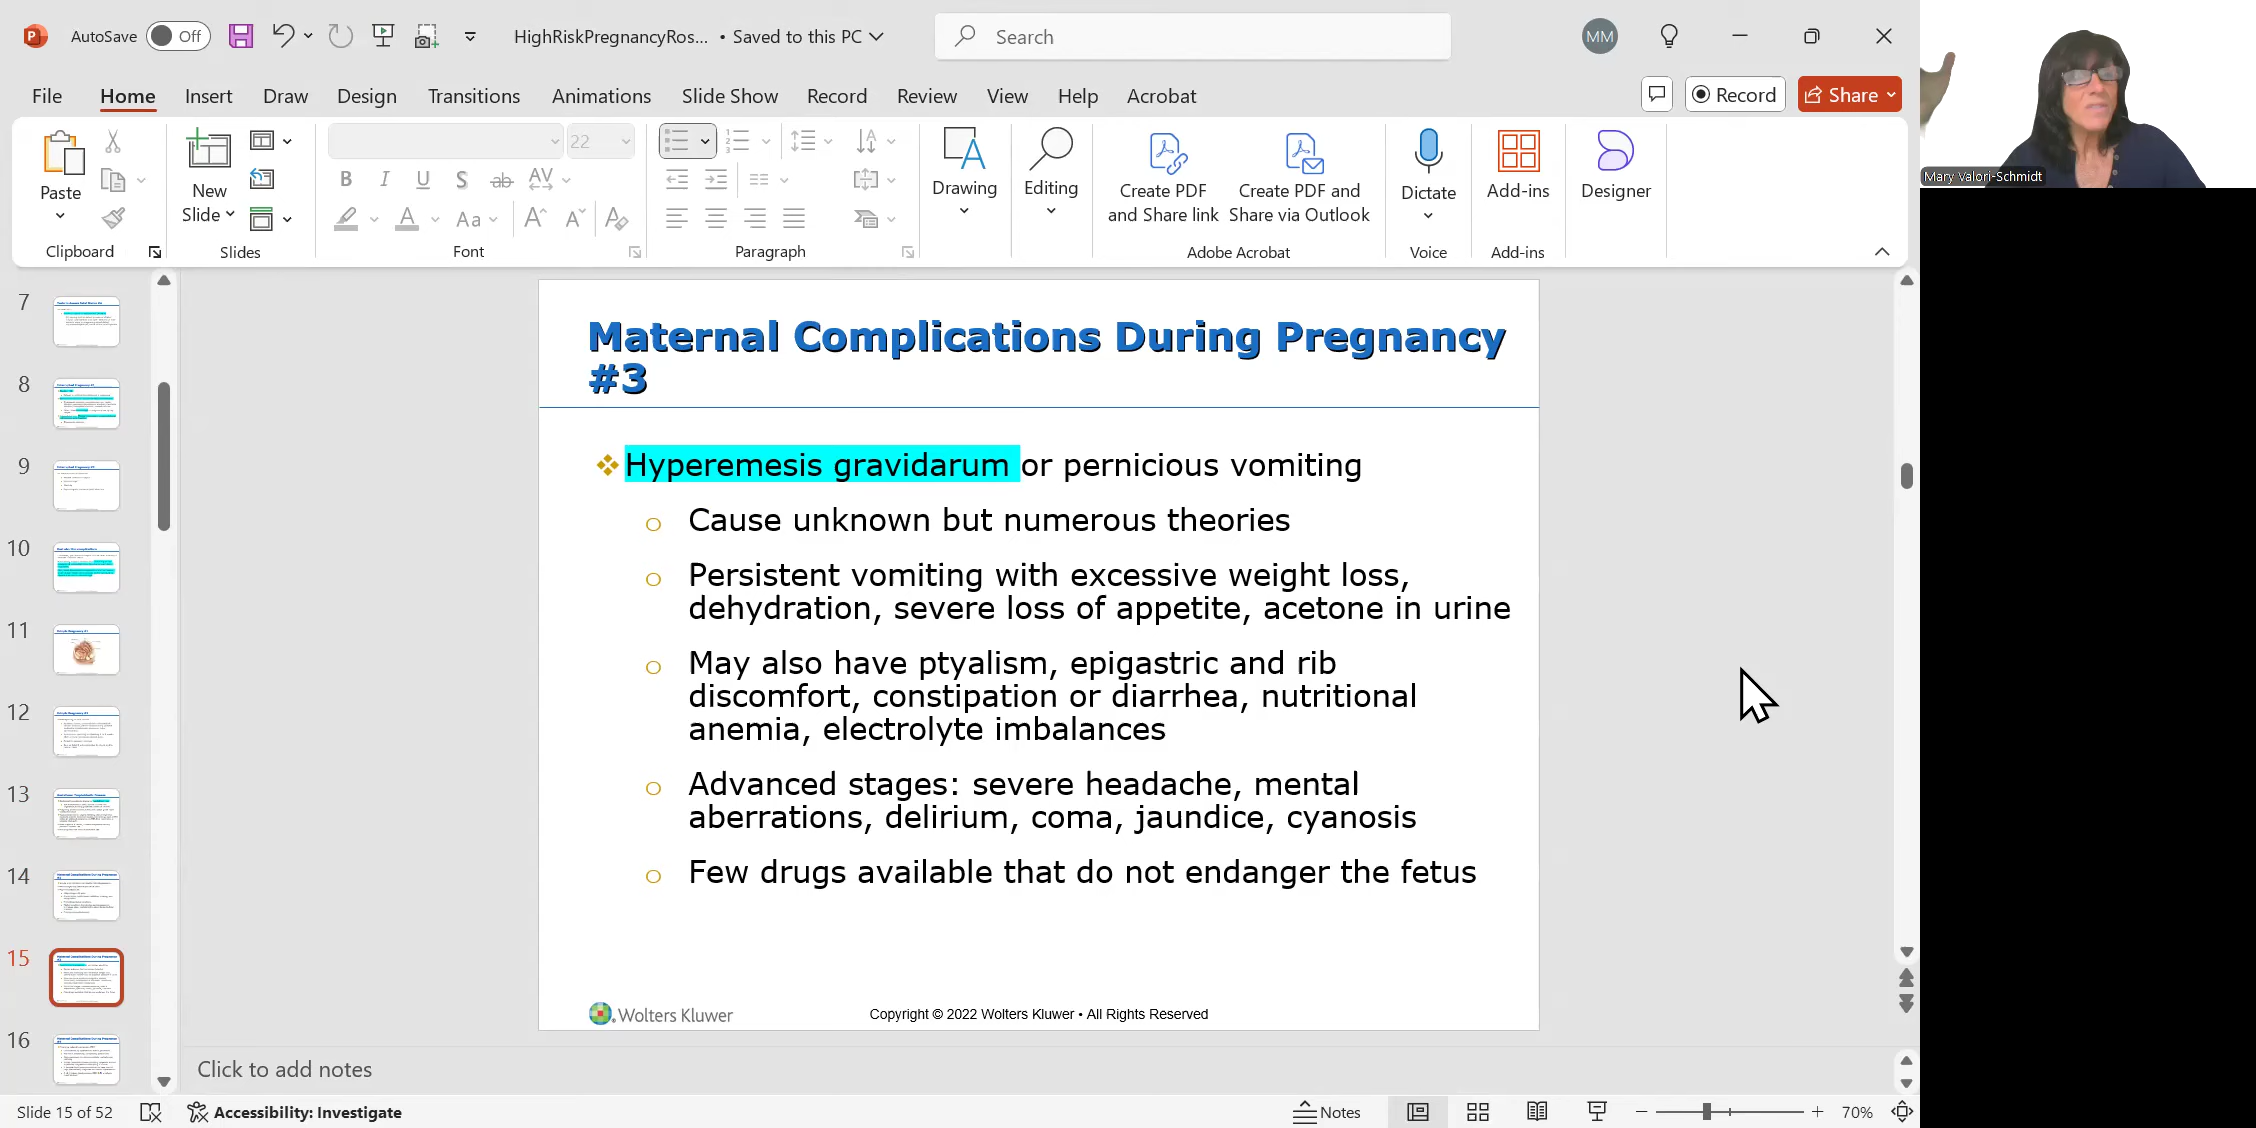 AutoSave Off HighRiskPregnancyRos... • Saved to this PC Search MM
File Home Insert Draw Design Transitions Animations Slide Show Record Review View Help Acrobat Record Share
Paste
New
Slide
22
B I U S ab AV
A Aa A A
Drawing
Editing
Create PDF
and Share link
Create PDF and
Share via Outlook
Dictate
Add-ins
Designer
Clipboard Slides Font Paragraph Adobe Acrobat Voice Add-ins
Mary Valori-Schmidt
7
8
9
10
11
12
13
14
15
16
Maternal Complications During Pregnancy
#3
Hyperemesis gravidarum or pernicious vomiting
o Cause unknown but numerous theories
o Persistent vomiting with excessive weight loss,
dehydration, severe loss of appetite, acetone in urine
o May also have ptyalism, epigastric and rib
discomfort, constipation or diarrhea, nutritional
anemia, electrolyte imbalances
o Advanced stages: severe headache, mental
aberrations, delirium, coma, jaundice, cyanosis
o Few drugs available that do not endanger the fetus
Wolters Kluwer
Copyright © 2022 Wolters Kluwer • All Rights Reserved
Click to add notes
Slide 15 of 52 Accessibility: Investigate Notes 70%